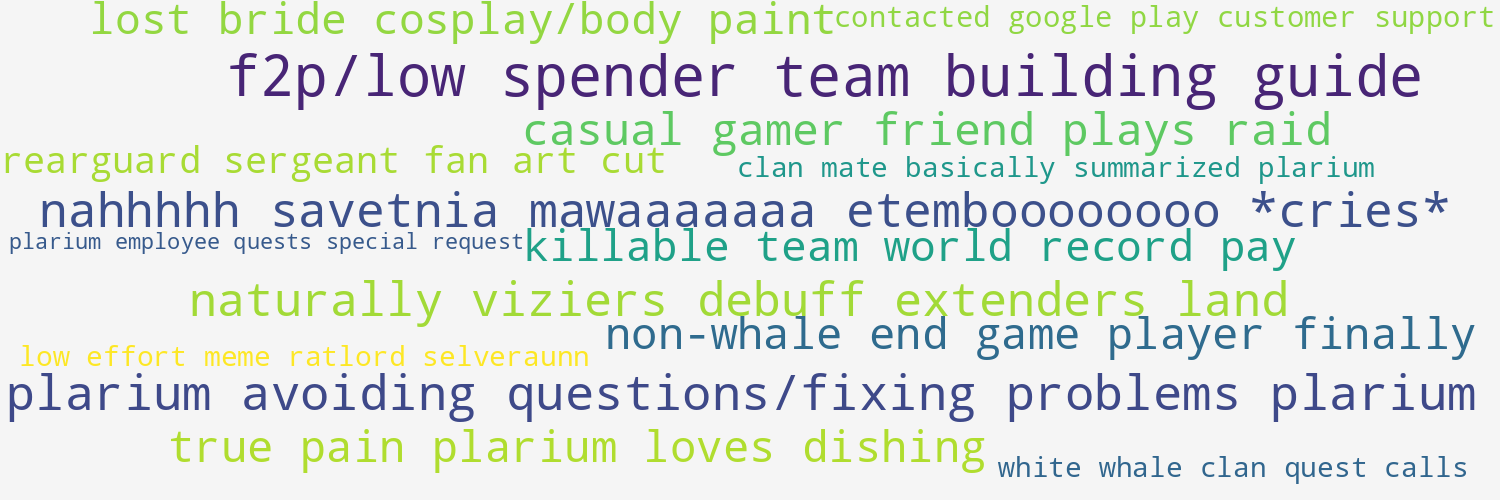 lost bride cosplay/body paint
contacted google play customer support
f2p/low spender team building guide
casual gamer friend plays raid
rearguard sergeant fan art cut
clan mate basically summarized plarium
nahhhhh savetnia mawaaaaaaa etemboooooooo *cries*
plarium employee quests special request
killable team world record pay
naturally viziers debuff extenders land
non-whale end game player finally
low effort meme ratlord selveraunn
plarium avoiding questions/fixing problems plarium
true pain plarium loves dishing
white whale clan quest calls